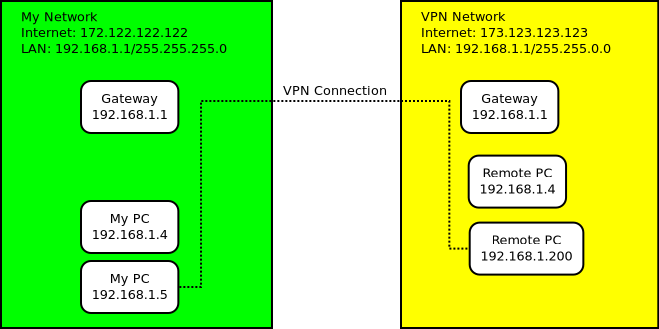 My Network
Internet: 172.122.122.122
LAN: 192.168.1.1/255.255.255.0
Gateway
192.168.1.1
My PC
192.168.1.4
My PC
192.168.1.5
VPN Connection
VPN Network
Internet: 173.123.123.123
LAN: 192.168.1.1/255.255.0.0
Gateway
192.168.1.1
Remote PC
192.168.1.4
Remote PC
192.168.1.200